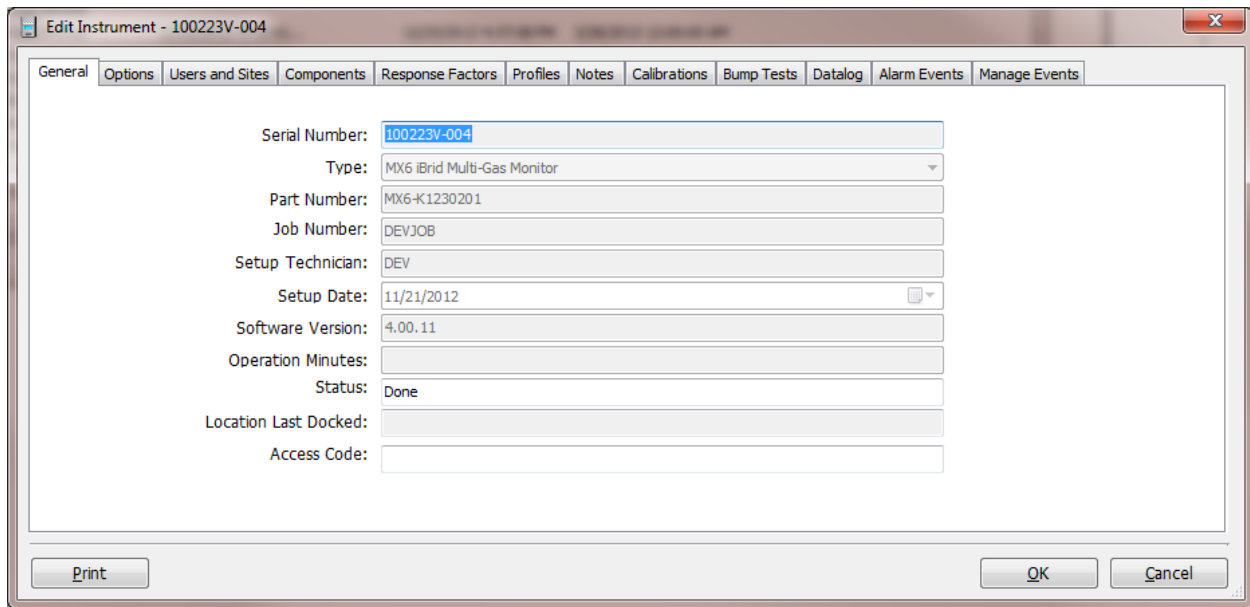 Edit Instrument - 100223V-004
General Options Users and Sites Components Response Factors Profiles Notes Calibrations Bump Tests Datalog Alarm Events Manage Events
Serial Number: 100223V-004
Type: MX6 iBrid Multi-Gas Monitor
Part Number: MX6-K1230201
Job Number: DEVJOB
Setup Technician: DEV
Setup Date: 11/21/2012
Software Version: 4.00.11
Operation Minutes:
Status: Done
Location Last Docked:
Access Code:
Print OK Cancel